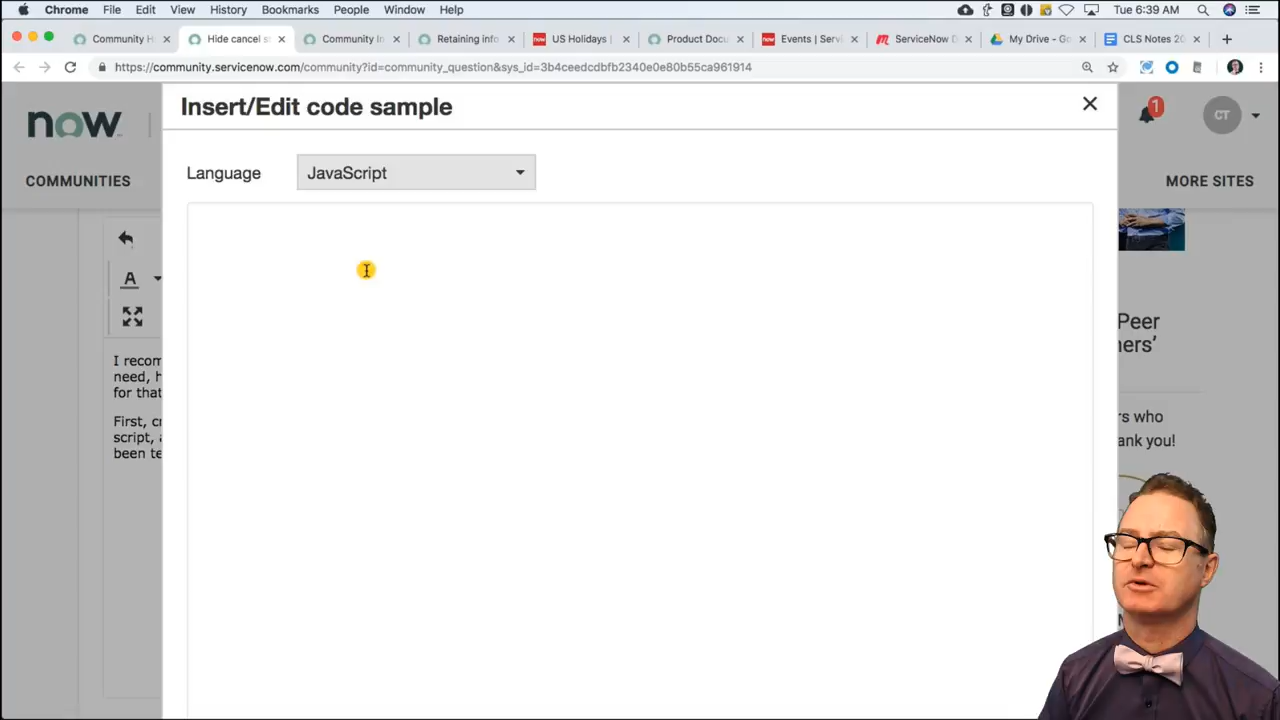 Chrome File Edit View History Bookmarks People Window Help Tue 6:39 AM
Community H Hide cancel s Community In Retaining info US Holidays | Product Docu Events | Servi ServiceNow D My Drive - Go CLS Notes 20
https://community.servicenow.com/community?id=community_question&sys_id=3b4ceedcdbfb2340e0e80b55ca961914
Insert/Edit code sample
now
1
CT
Language JavaScript
COMMUNITIES MORE SITES
A
Peer
ners'
I recom
need, h
for that
First, cr
script, a
been te
rs who
ank you!